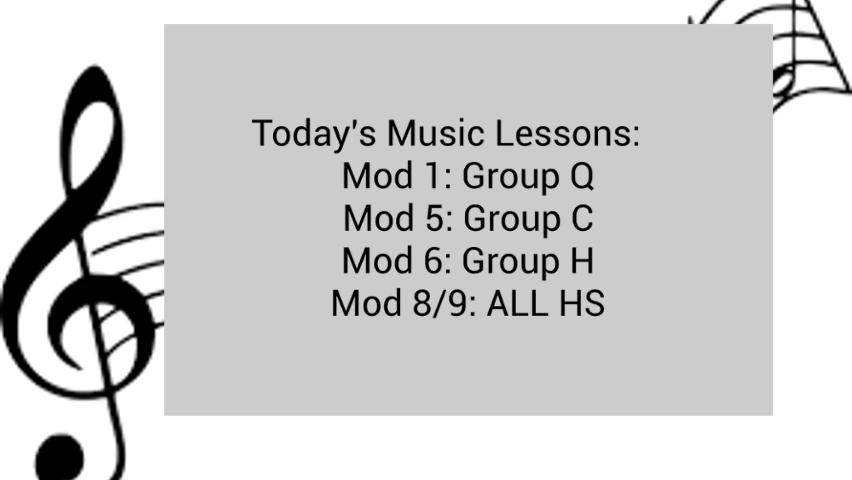 Today's Music Lessons:
Mod 1: Group Q
Mod 5: Group C
Mod 6: Group H
Mod 8/9: ALL HS